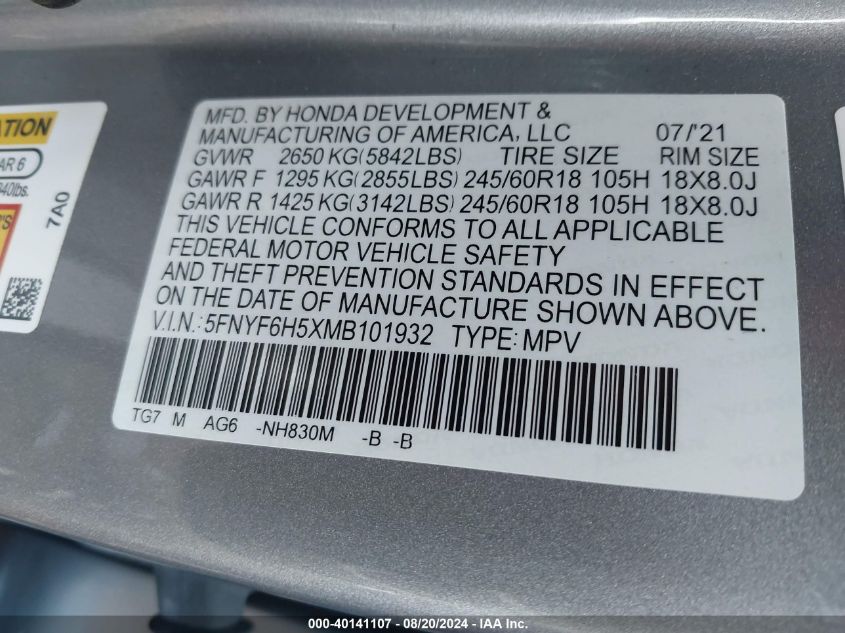 ATION
AR 6
940lbs.
'S
7A0
MFD. BY HONDA DEVELOPMENT &
MANUFACTURING OF AMERICA, LLC 07/'21
GVWR 2650 KG(5842LBS) TIRE SIZE RIM SIZE
GAWR F 1295 KG(2855LBS) 245/60R18 105H 18X8.0J
GAWR R 1425 KG(3142LBS) 245/60R18 105H 18X8.0J
THIS VEHICLE CONFORMS TO ALL APPLICABLE
FEDERAL MOTOR VEHICLE SAFETY
AND THEFT PREVENTION STANDARDS IN EFFECT
ON THE DATE OF MANUFACTURE SHOWN ABOVE.
V.I.N.: 5FNYF6H5XMB101932 TYPE: MPV
TG7 M AG6 -NH830M -B -B
000-40141107 - 08/20/2024 - IAA Inc.